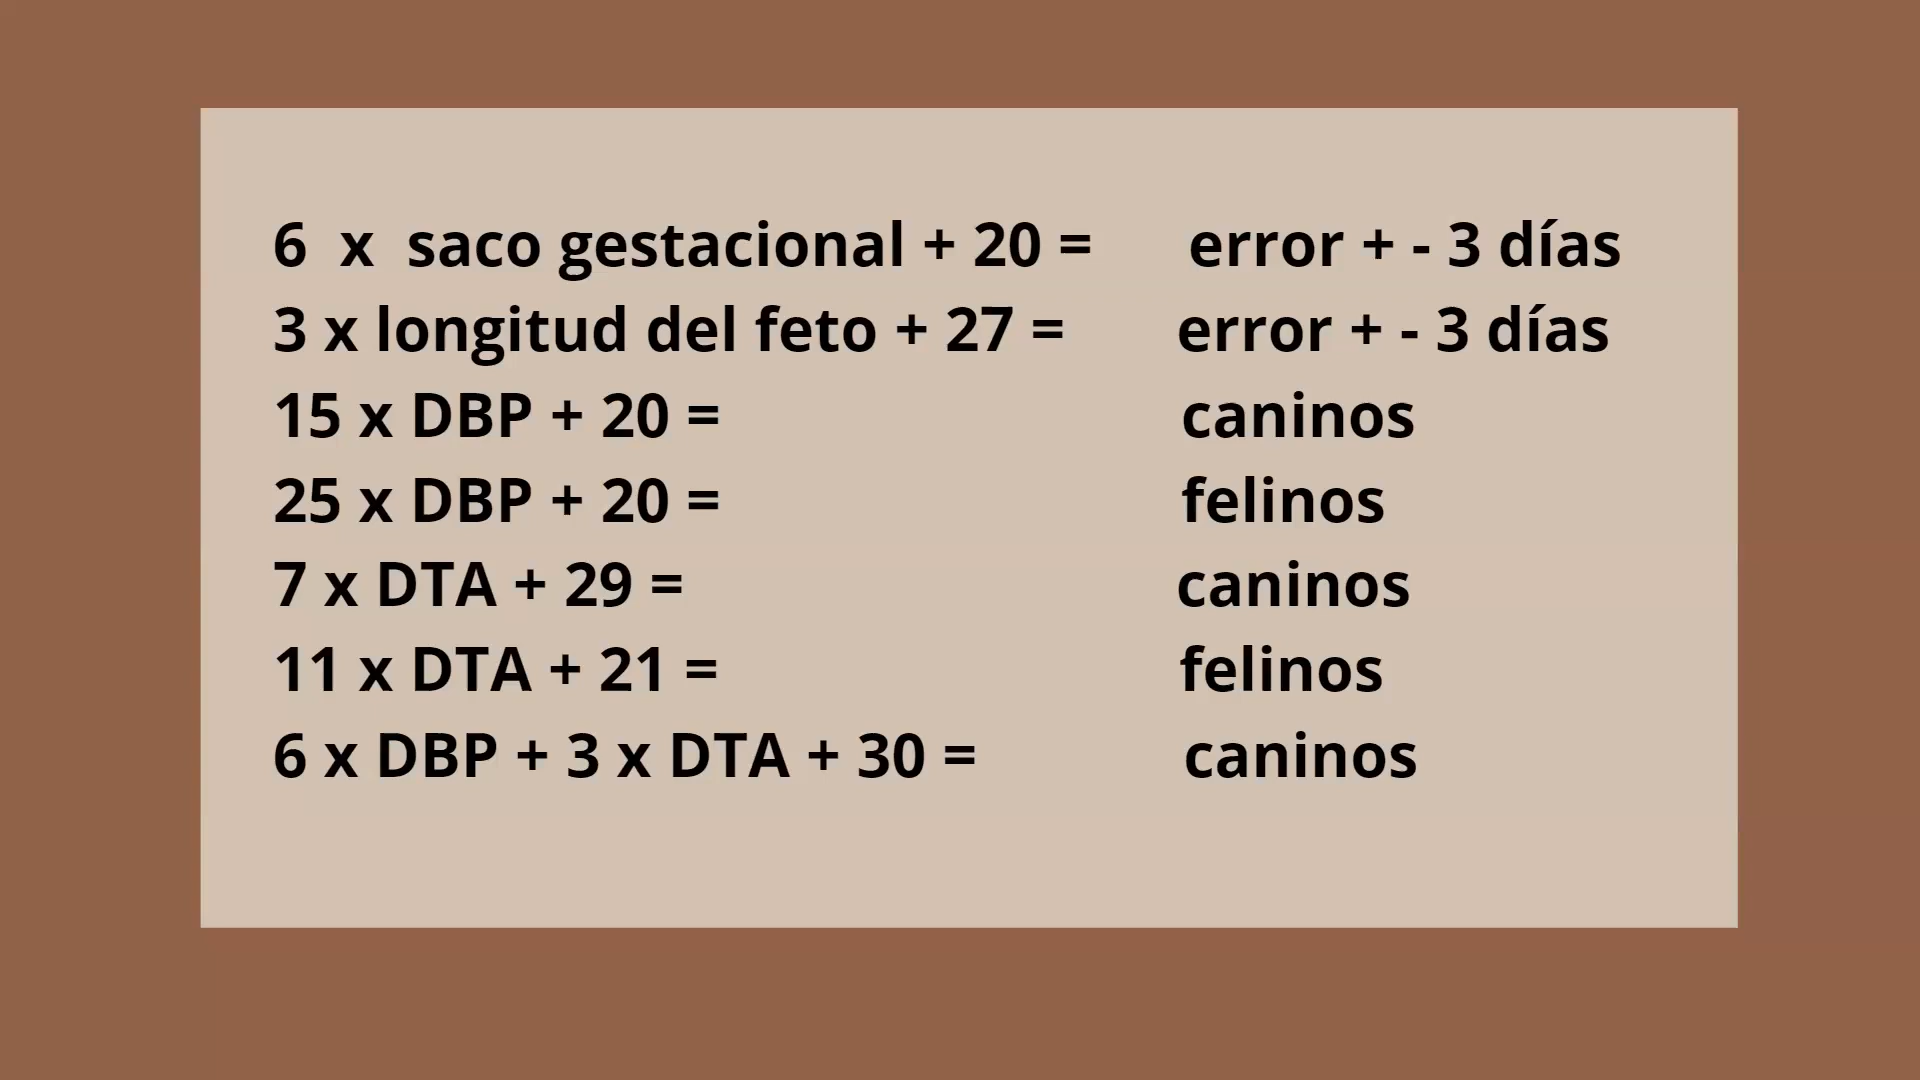 6 x saco gestacional + 20 = error + - 3 días
3 x longitud del feto + 27 = error + - 3 días
15 x DBP + 20 = caninos
25 x DBP + 20 = felinos
7 x DTA + 29 = caninos
11 x DTA + 21 = felinos
6 x DBP + 3 x DTA + 30 = caninos